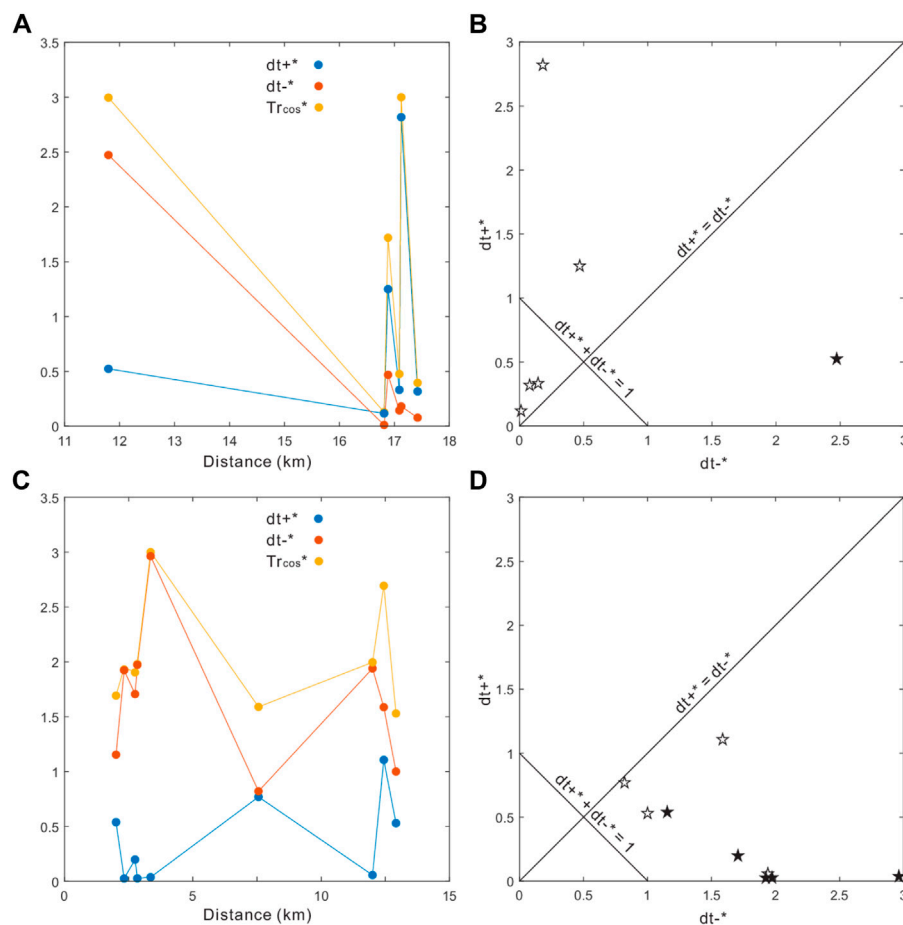 A
3.5
3
2.5
2
1.5
1
0.5
0
11 12 13 14 15 16 17 18
Distance (km)
dt+*
dt-*
Trcos*
B
3
2.5
2
1.5
1
0.5
0
0 0.5 1 1.5 2 2.5 3
dt-*
dt+*
dt+* = dt-*
dt+* + dt-* = 1
C
3.5
3
2.5
2
1.5
1
0.5
0
0 5 10 15
Distance (km)
dt+*
dt-*
Trcos*
D
3
2.5
2
1.5
1
0.5
0
0 0.5 1 1.5 2 2.5 3
dt-*
dt+*
dt+* = dt-*
dt+* + dt-* = 1